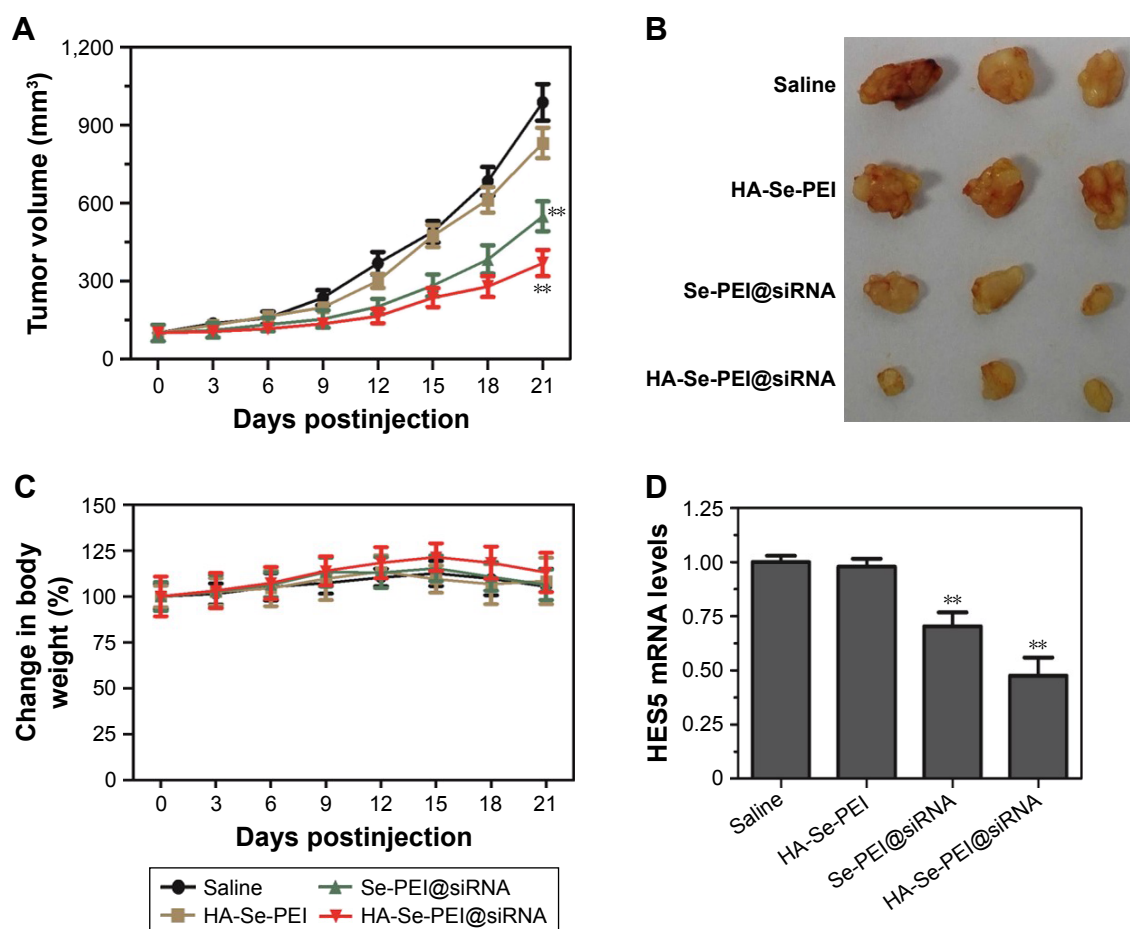 A
Tumor volume (mm³)
1,200
900
600
300
0
**
**
0 3 6 9 12 15 18 21
Days postinjection
B
Saline
HA-Se-PEI
Se-PEI@siRNA
HA-Se-PEI@siRNA
C
Change in body
weight (%)
150
125
100
75
50
25
0
0 3 6 9 12 15 18 21
Days postinjection
Saline
Se-PEI@siRNA
HA-Se-PEI
HA-Se-PEI@siRNA
D
HES5 mRNA levels
1.25
1.00
0.75
0.50
0.25
0
**
**
Saline
HA-Se-PEI
Se-PEI@siRNA
HA-Se-PEI@siRNA